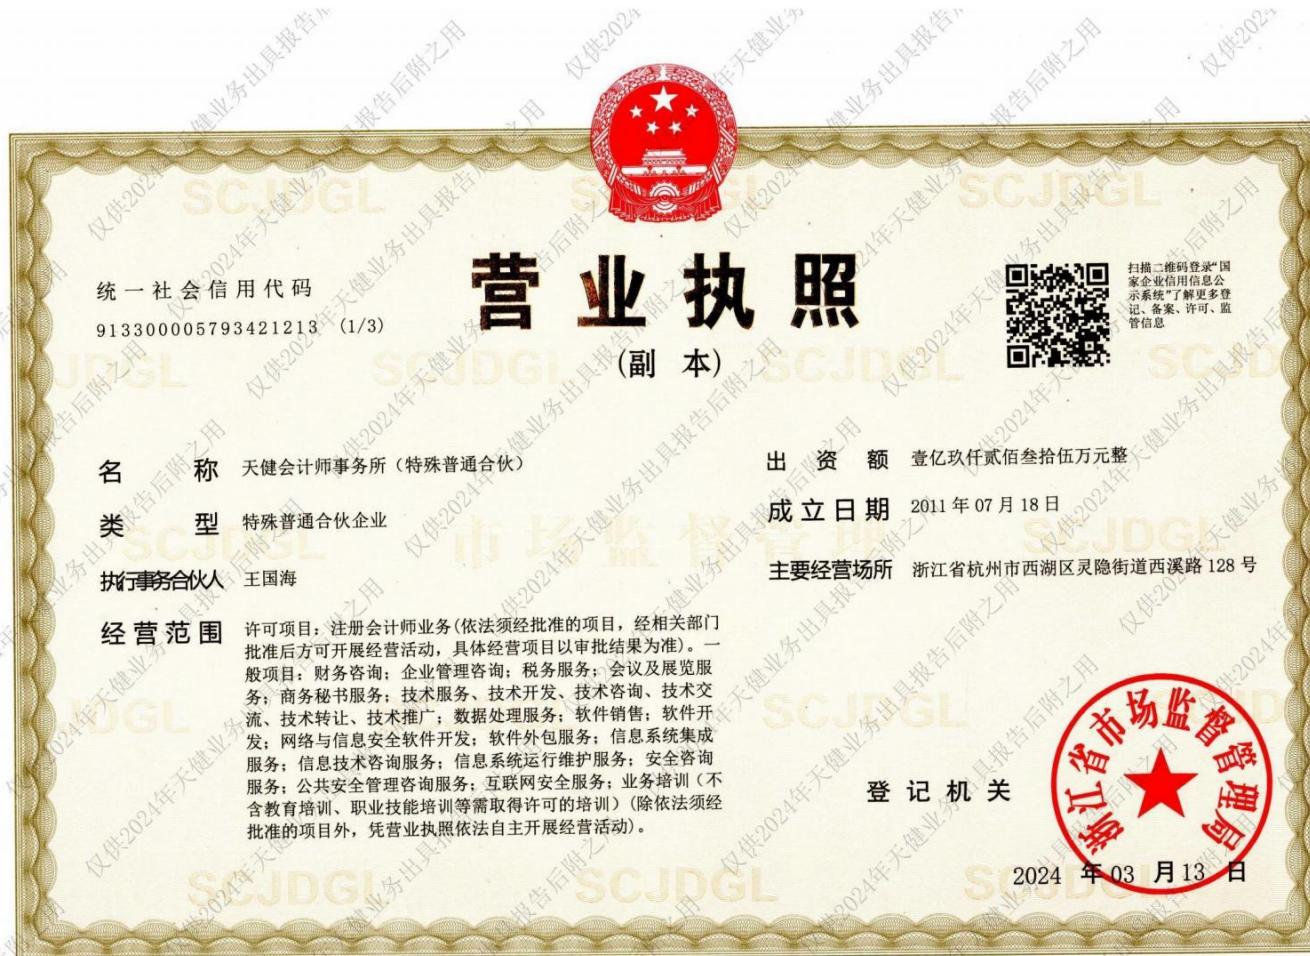 营业执照
(副 本)
统一社会信用代码
913300005793421213 (1/3)
扫描二维码登录“国
家企业信用信息公
示系统”了解更多登
记、备案、许可、监
管信息
名 称 天健会计师事务所（特殊普通合伙）
类 型 特殊普通合伙企业
执行事务合伙人 王国海
经营范围 许可项目：注册会计师业务(依法须经批准的项目，经相关部门
批准后方可开展经营活动，具体经营项目以审批结果为准)。一
般项目：财务咨询；企业管理咨询；税务服务；会议及展览服
务；商务秘书服务；技术服务、技术开发、技术咨询、技术交
流、技术转让、技术推广；数据处理服务；软件销售；软件开
发；网络与信息安全软件开发；软件外包服务；信息系统集成
服务；信息技术咨询服务；信息系统运行维护服务；安全咨询
服务；公共安全管理咨询服务；互联网安全服务；业务培训（不
含教育培训、职业技能培训等需取得许可的培训）(除依法须经
批准的项目外，凭营业执照依法自主开展经营活动)。
出 资 额 壹亿玖仟贰佰叁拾伍万元整
成立日期 2011 年 07 月 18 日
主要经营场所 浙江省杭州市西湖区灵隐街道西溪路 128 号
登记机关
浙江省市场监督管理局
2024 年 03 月 13 日
SCJDGL
市场监督管理
仅供2024年天健业务出具报告后附之用